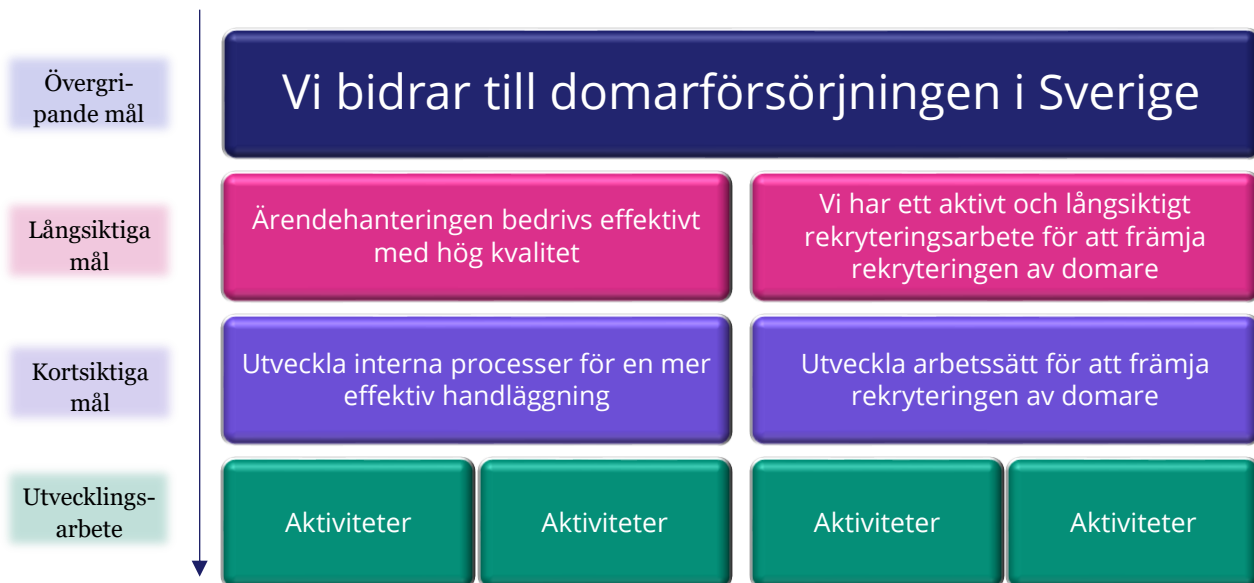 Övergri-
pande mål
Vi bidrar till domarförsörjningen i Sverige
Långsiktiga
mål
Ärendehanteringen bedrivs effektivt
med hög kvalitet
Vi har ett aktivt och långsiktigt
rekryteringsarbete för att främja
rekryteringen av domare
Kortsiktiga
mål
Utveckla interna processer för en mer
effektiv handläggning
Utveckla arbetssätt för att främja
rekryteringen av domare
Utvecklings-
arbete
Aktiviteter
Aktiviteter
Aktiviteter
Aktiviteter